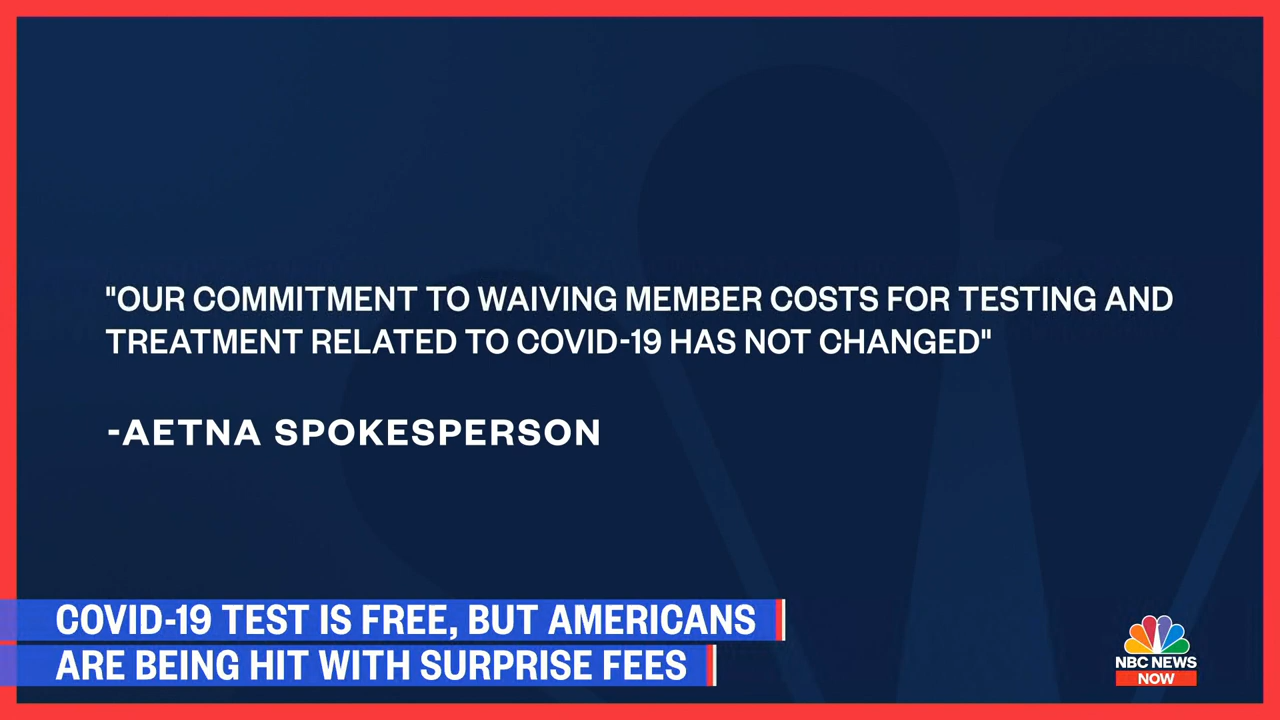 "OUR COMMITMENT TO WAIVING MEMBER COSTS FOR TESTING AND
TREATMENT RELATED TO COVID-19 HAS NOT CHANGED"
-AETNA SPOKESPERSON
COVID-19 TEST IS FREE, BUT AMERICANS
ARE BEING HIT WITH SURPRISE FEES
NBC NEWS
NOW